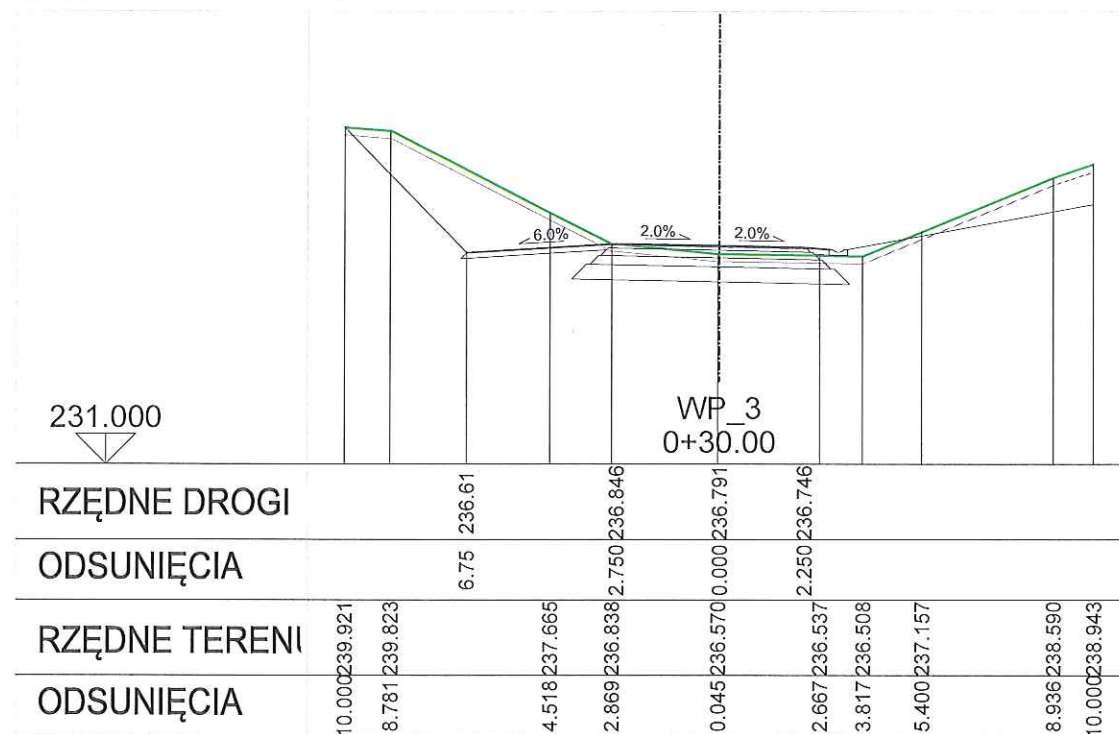 6.0%
2.0%
2.0%
231.000
WP_3
0+30.00
RZĘDNE DROGI 236.61 236.846 236.791 236.746
ODSUNIĘCIA 6.75 2.750 0.000 2.250
RZĘDNE TERENU 239.921 239.823 237.665 236.838 236.570 236.537 236.508 237.157 238.590 238.943
ODSUNIĘCIA 10.000 8.781 4.518 2.869 0.045 2.667 3.817 5.400 8.936 10.000